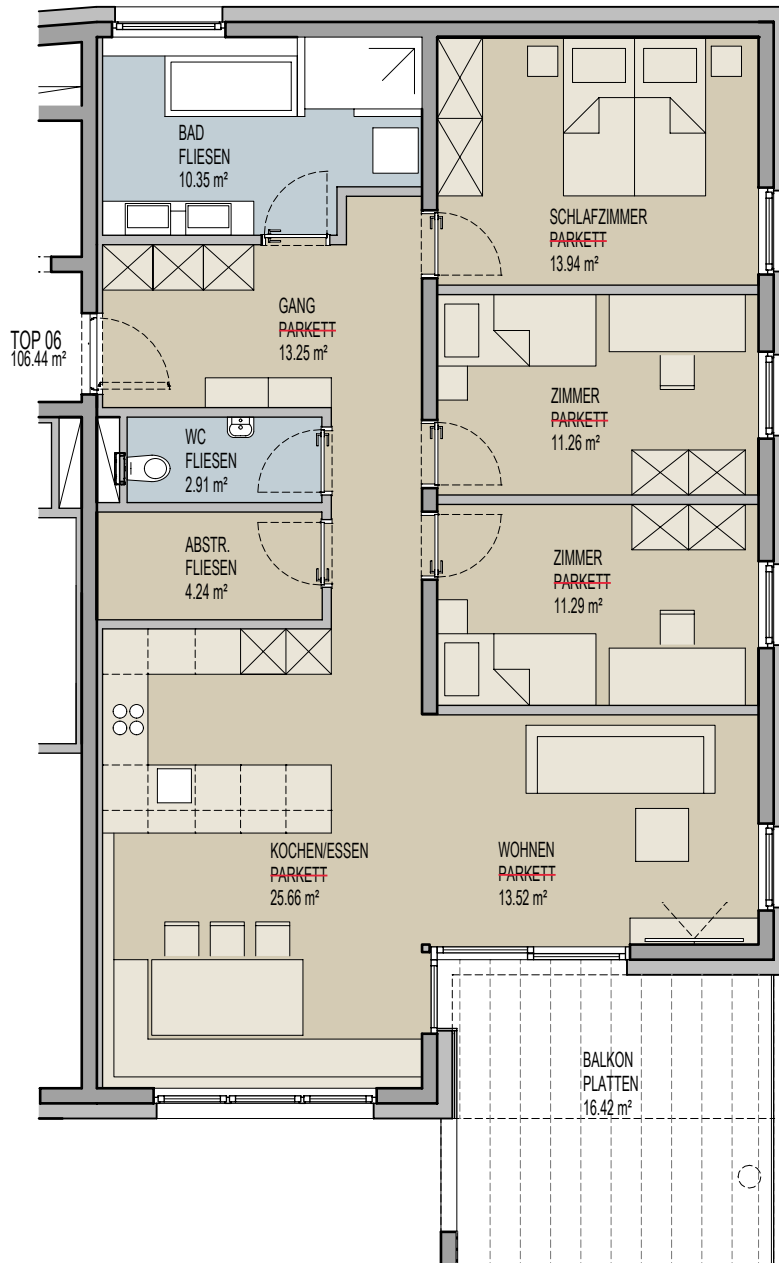 BAD
FLIESEN
10.35 m²
SCHLAFZIMMER
PARKETT
13.94 m²
GANG
PARKETT
13.25 m²
TOP 06
106.44 m²
ZIMMER
PARKETT
11.26 m²
WC
FLIESEN
2.91 m²
ABSTR.
FLIESEN
4.24 m²
ZIMMER
PARKETT
11.29 m²
KOCHEN/ESSEN
PARKETT
25.66 m²
WOHNEN
PARKETT
13.52 m²
BALKON
PLATTEN
16.42 m²